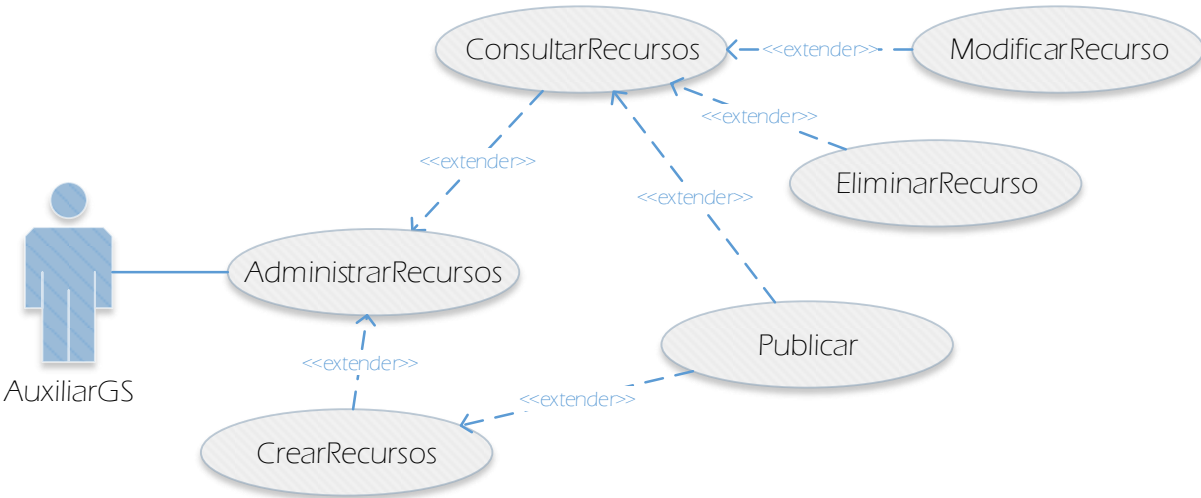 ConsultarRecursos
<<extender>>
ModificarRecurso
<<extender>>
<<extender>>
EliminarRecurso
<<extender>>
AdministrarRecursos
Publicar
<<extender>>
AuxiliarGS
<<extender>>
CrearRecursos